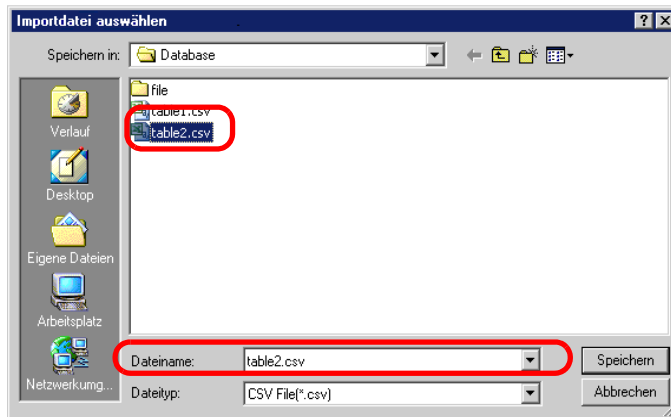 Importdatei auswählen
Speichern in: Database
file
table1.csv
table2.csv
Verlauf
Desktop
Eigene Dateien
Arbeitsplatz
Netzwerkumg...
Dateiname: table2.csv Speichern
Dateityp: CSV File(*.csv) Abbrechen